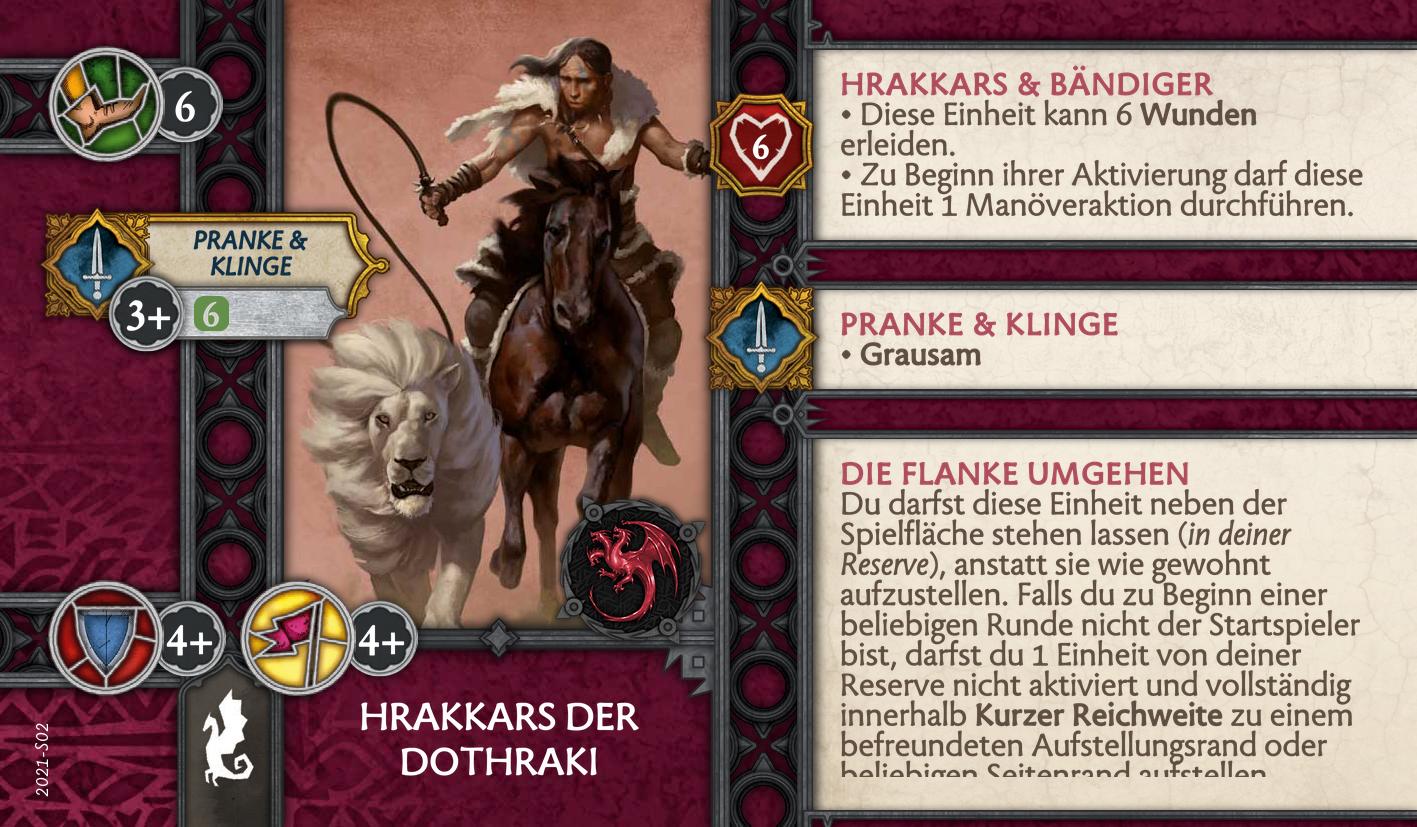 6
PRANKE &
KLINGE
3+
6
4+
4+
HRAKKARS DER
DOTHRAKI
2021-S02
6
HRAKKARS & BÄNDIGER
• Diese Einheit kann 6 Wunden
erleiden.
• Zu Beginn ihrer Aktivierung darf diese
Einheit 1 Manöveraktion durchführen.
PRANKE & KLINGE
• Grausam
DIE FLANKE UMGEHEN
Du darfst diese Einheit neben der
Spielfläche stehen lassen (in deiner
Reserve), anstatt sie wie gewohnt
aufzustellen. Falls du zu Beginn einer
beliebigen Runde nicht der Startspieler
bist, darfst du 1 Einheit von deiner
Reserve nicht aktiviert und vollständig
innerhalb Kurzer Reichweite zu einem
befreundeten Aufstellungsrand oder
beliebigen Seitenrand aufstellen.